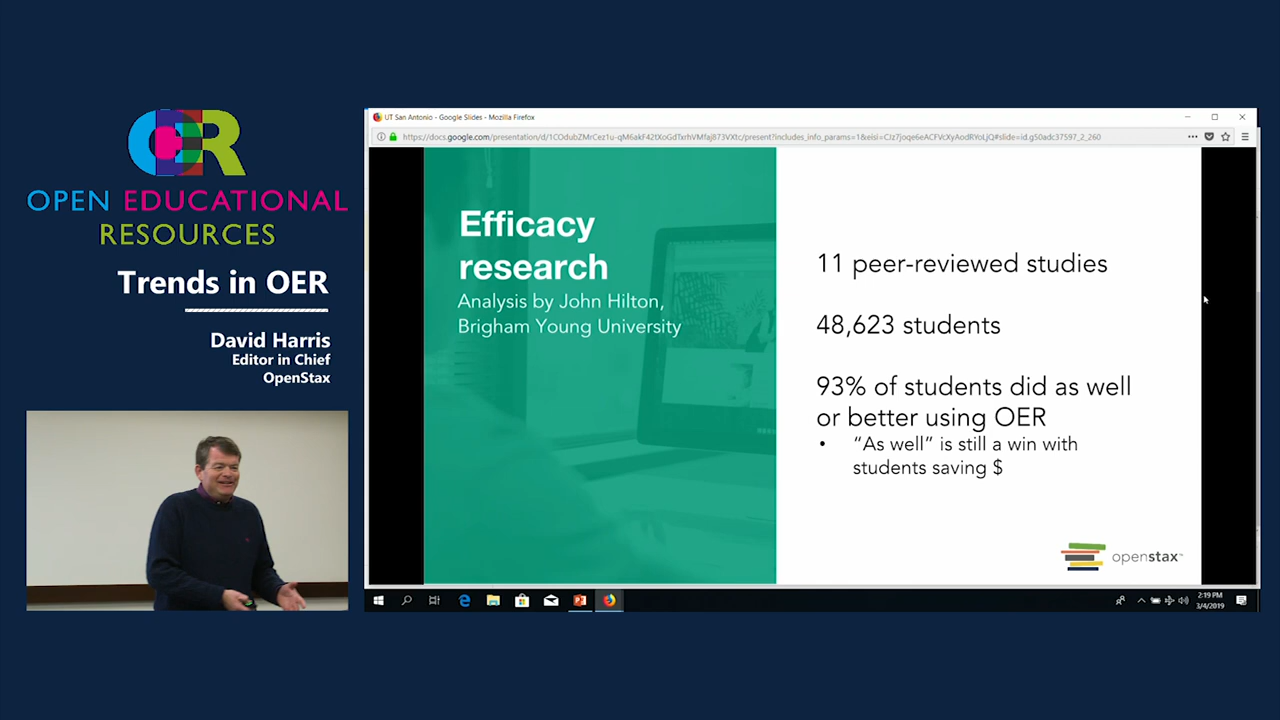 OER
OPEN EDUCATIONAL
RESOURCES
Trends in OER
David Harris
Editor in Chief
OpenStax
UT San Antonio - Google Slides - Mozilla Firefox
Efficacy
research
Analysis by John Hilton,
Brigham Young University
11 peer-reviewed studies
48,623 students
93% of students did as well
or better using OER
• “As well” is still a win with
students saving $
openstax™
2:19 PM
3/4/2019